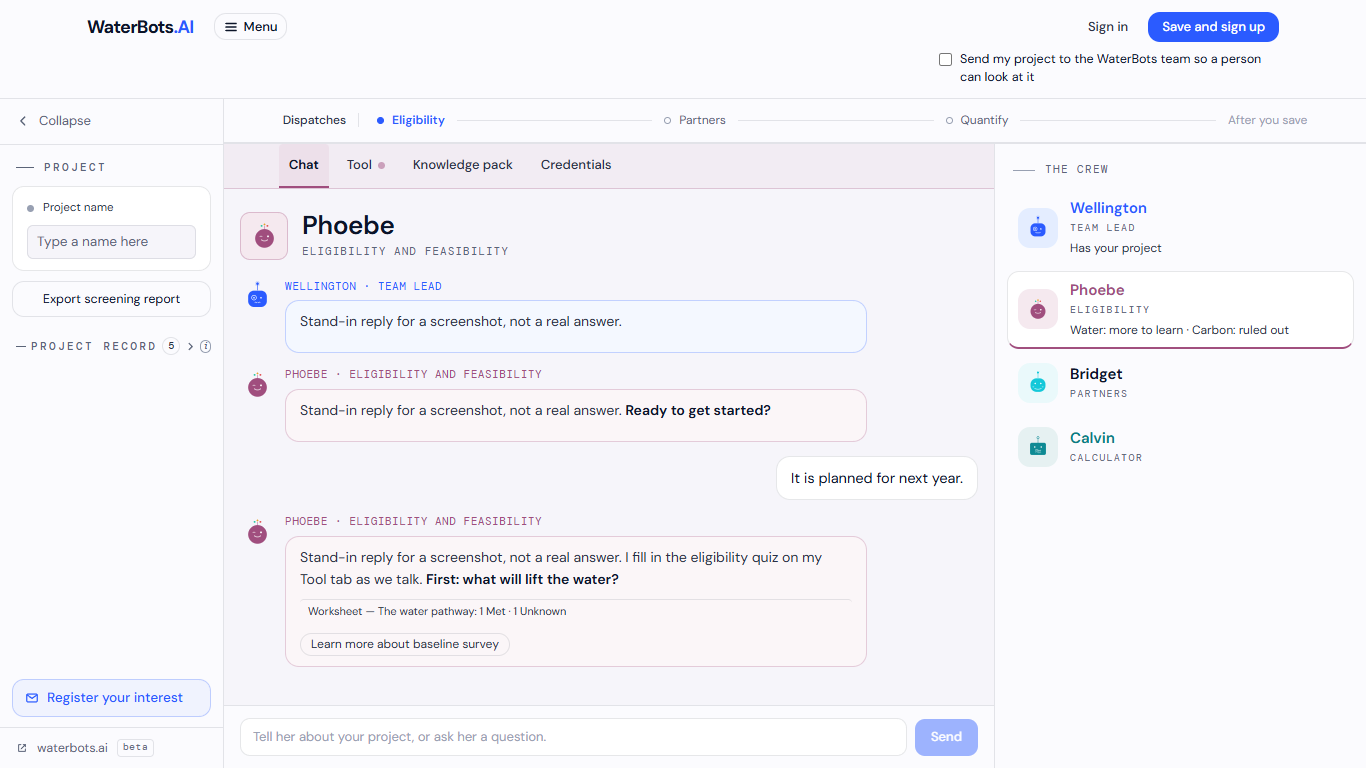 WaterBots.AI
Menu
Sign in
Save and sign up
Send my project to the WaterBots team so a person
can look at it
Collapse
Dispatches
Eligibility
Partners
Quantify
After you save
PROJECT
Project name
Type a name here
Export screening report
PROJECT RECORD 5
Register your interest
waterbots.ai beta
Chat
Tool
Knowledge pack
Credentials
Phoebe
ELIGIBILITY AND FEASIBILITY
WELLINGTON · TEAM LEAD
Stand-in reply for a screenshot, not a real answer.
PHOEBE · ELIGIBILITY AND FEASIBILITY
Stand-in reply for a screenshot, not a real answer. Ready to get started?
It is planned for next year.
PHOEBE · ELIGIBILITY AND FEASIBILITY
Stand-in reply for a screenshot, not a real answer. I fill in the eligibility quiz on my
Tool tab as we talk. First: what will lift the water?
Worksheet — The water pathway: 1 Met · 1 Unknown
Learn more about baseline survey
Tell her about your project, or ask her a question.
Send
THE CREW
Wellington
TEAM LEAD
Has your project
Phoebe
ELIGIBILITY
Water: more to learn · Carbon: ruled out
Bridget
PARTNERS
Calvin
CALCULATOR